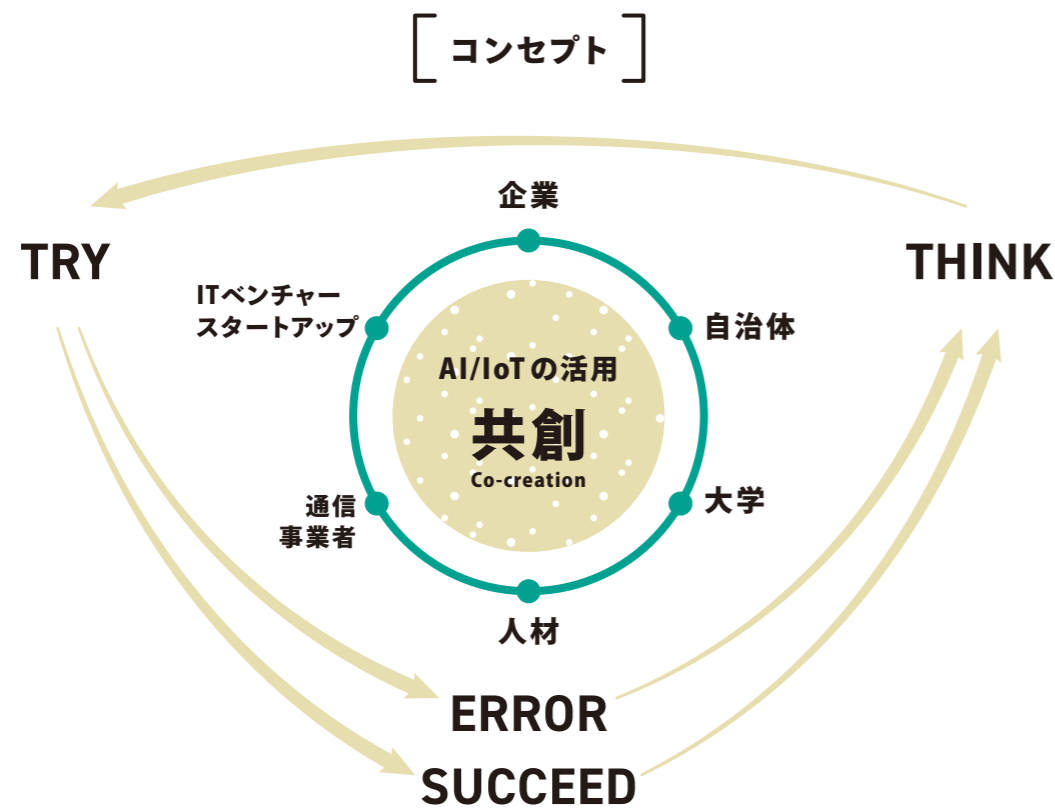 コンセプト
企業
TRY
THINK
ITベンチャー
スタートアップ
自治体
AI/IoTの活用
共創
Co-creation
大学
通信
事業者
人材
ERROR
SUCCEED